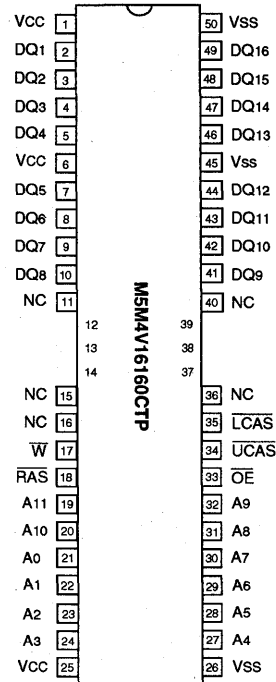 VCC 1 50 VSS
DQ1 2 49 DQ16
DQ2 3 48 DQ15
DQ3 4 47 DQ14
DQ4 5 46 DQ13
VCC 6 45 Vss
DQ5 7 44 DQ12
DQ6 8 43 DQ11
DQ7 9 42 DQ10
DQ8 10 41 DQ9
NC 11 40 NC
12 39
13 38
14 37
M5M4V16160CTP
NC 15 36 NC
NC 16 35 LCAS
W 17 34 UCAS
RAS 18 33 OE
A11 19 32 A9
A10 20 31 A8
A0 21 30 A7
A1 22 29 A6
A2 23 28 A5
A3 24 27 A4
VCC 25 26 VSS